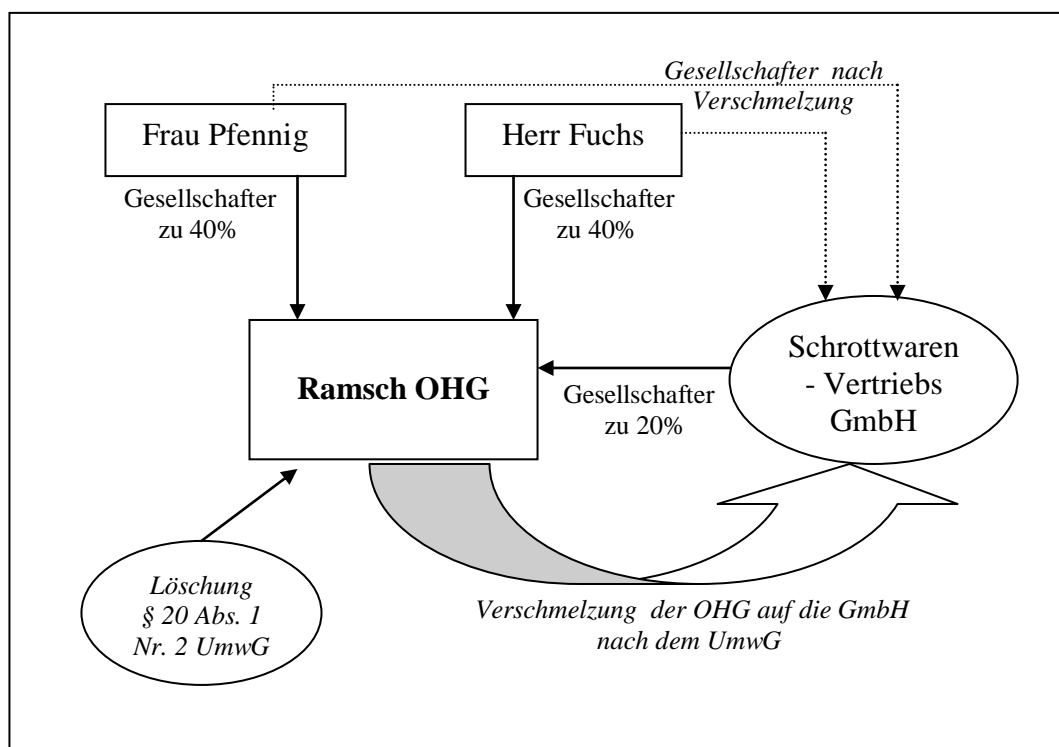 Gesellschafter nach
Verschmelzung
Frau Pfennig
Herr Fuchs
Gesellschafter
zu 40%
Gesellschafter
zu 40%
Ramsch OHG
Gesellschafter
zu 20%
Schrottwaren
- Vertriebs
GmbH
Löschung
§ 20 Abs. 1
Nr. 2 UmwG
Verschmelzung der OHG auf die GmbH
nach dem UmwG